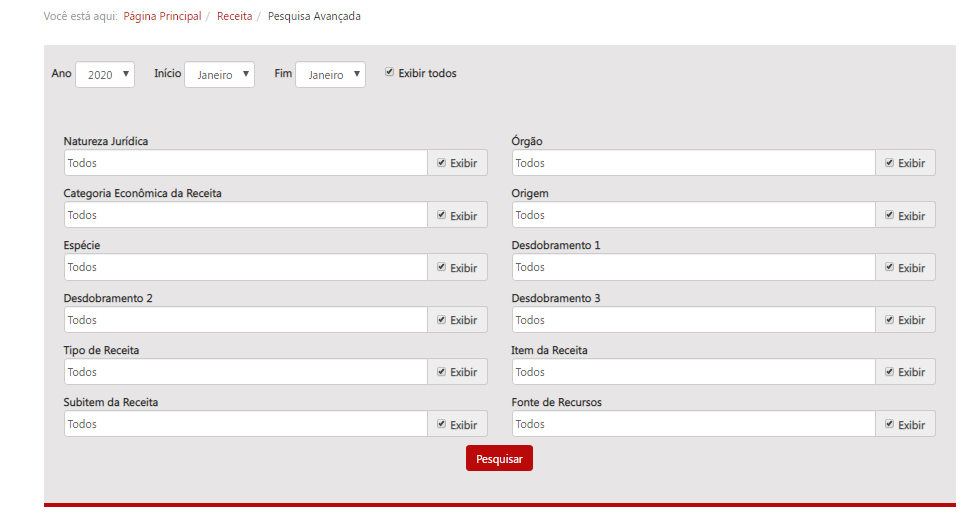 Você está aqui: Página Principal / Receita / Pesquisa Avançada
Ano 2020 Início Janeiro Fim Janeiro Exibir todos
Natureza Jurídica Órgão
Todos Exibir Todos Exibir
Categoria Econômica da Receita Origem
Todos Exibir Todos Exibir
Espécie Desdobramento 1
Todos Exibir Todos Exibir
Desdobramento 2 Desdobramento 3
Todos Exibir Todos Exibir
Tipo de Receita Item da Receita
Todos Exibir Todos Exibir
Subitem da Receita Fonte de Recursos
Todos Exibir Todos Exibir
Pesquisar